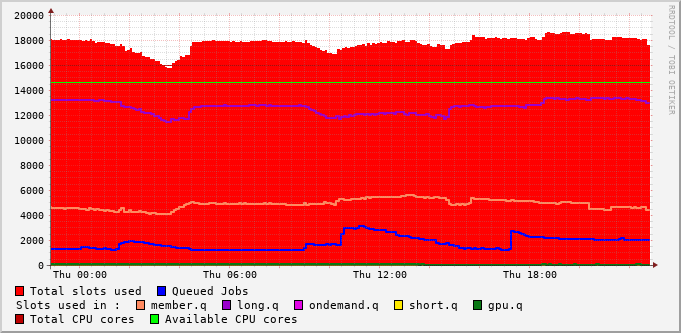 20000
18000
16000
14000
12000
10000
8000
6000
4000
2000
0
Thu 00:00 Thu 06:00 Thu 12:00 Thu 18:00
RRDTOOL / TOBI OETIKER
Total slots used Queued Jobs
Slots used in : member.q long.q ondemand.q short.q gpu.q
Total CPU cores Available CPU cores